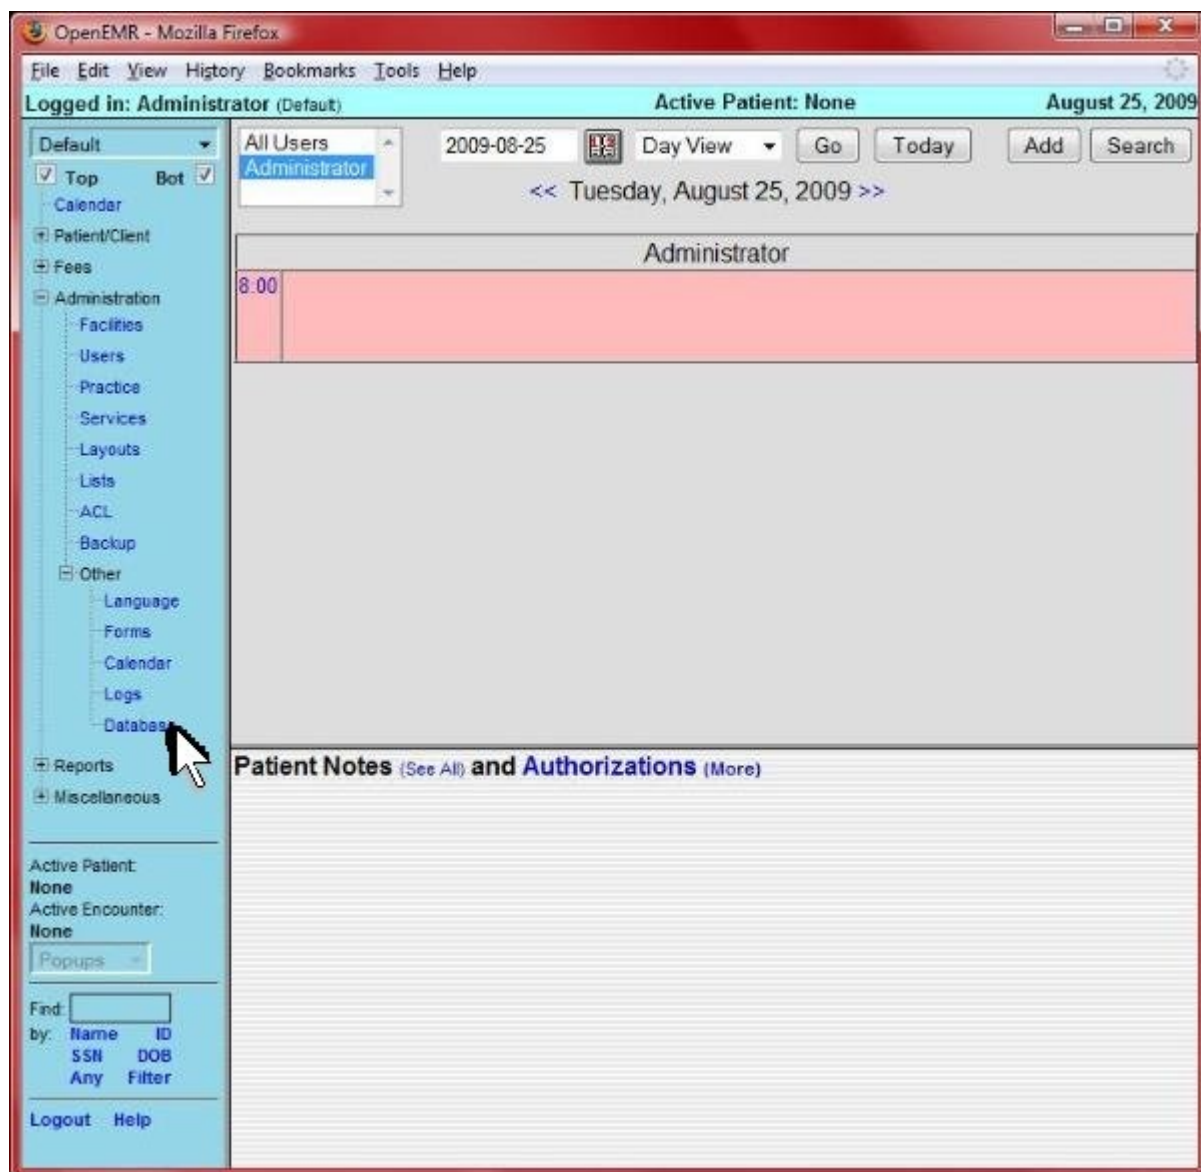 OpenEMR - Mozilla Firefox
File Edit View History Bookmarks Tools Help
Logged in: Administrator (Default) Active Patient: None August 25, 2009
Default
Top Bot
Calendar
Patient/Client
Fees
Administration
Facilities
Users
Practice
Services
Layouts
Lists
ACL
Backup
Other
Language
Forms
Calendar
Logs
Database
Reports
Miscellaneous
Active Patient:
None
Active Encounter:
None
Popups
Find:
by: Name ID
SSN DOB
Any Filter
Logout Help
All Users
Administrator
2009-08-25 Day View Go Today Add Search
<< Tuesday, August 25, 2009 >>
Administrator
8:00
Patient Notes (See All) and Authorizations (More)